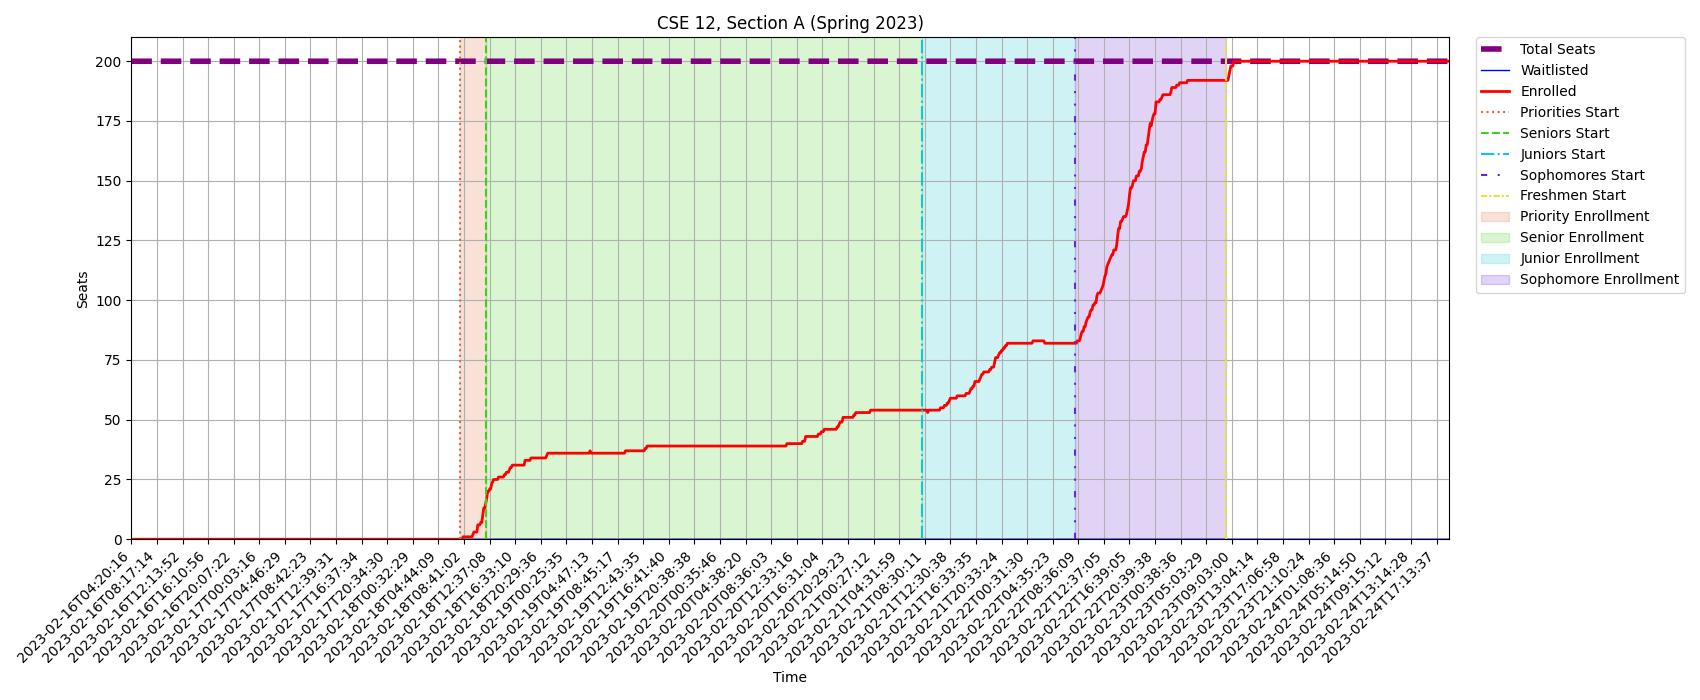 CSE 12, Section A (Spring 2023)
Seats
200
175
150
125
100
75
50
25
0
2023-02-16T04:20:16
2023-02-16T08:17:14
2023-02-16T12:13:52
2023-02-16T16:10:56
2023-02-16T20:07:22
2023-02-17T00:03:16
2023-02-17T04:46:29
2023-02-17T08:42:23
2023-02-17T12:39:31
2023-02-17T16:37:34
2023-02-17T20:34:30
2023-02-18T00:32:29
2023-02-18T04:44:09
2023-02-18T08:41:02
2023-02-18T12:37:08
2023-02-18T16:33:10
2023-02-18T20:29:36
2023-02-19T00:25:35
2023-02-19T04:47:13
2023-02-19T08:45:17
2023-02-19T12:43:35
2023-02-19T16:41:40
2023-02-19T20:38:38
2023-02-20T00:35:46
2023-02-20T04:38:20
2023-02-20T08:36:03
2023-02-20T12:33:16
2023-02-20T16:31:04
2023-02-20T20:29:23
2023-02-21T00:27:12
2023-02-21T04:31:59
2023-02-21T08:30:11
2023-02-21T12:30:38
2023-02-21T16:33:35
2023-02-21T20:33:24
2023-02-22T00:31:30
2023-02-22T04:35:23
2023-02-22T08:36:09
2023-02-22T12:37:05
2023-02-22T16:39:05
2023-02-22T20:39:38
2023-02-23T00:38:36
2023-02-23T05:03:29
2023-02-23T09:03:00
2023-02-23T13:04:14
2023-02-23T17:06:58
2023-02-23T21:10:24
2023-02-24T01:08:36
2023-02-24T05:14:50
2023-02-24T09:15:12
2023-02-24T13:14:28
2023-02-24T17:13:37
Time
Total Seats
Waitlisted
Enrolled
Priorities Start
Seniors Start
Juniors Start
Sophomores Start
Freshmen Start
Priority Enrollment
Senior Enrollment
Junior Enrollment
Sophomore Enrollment